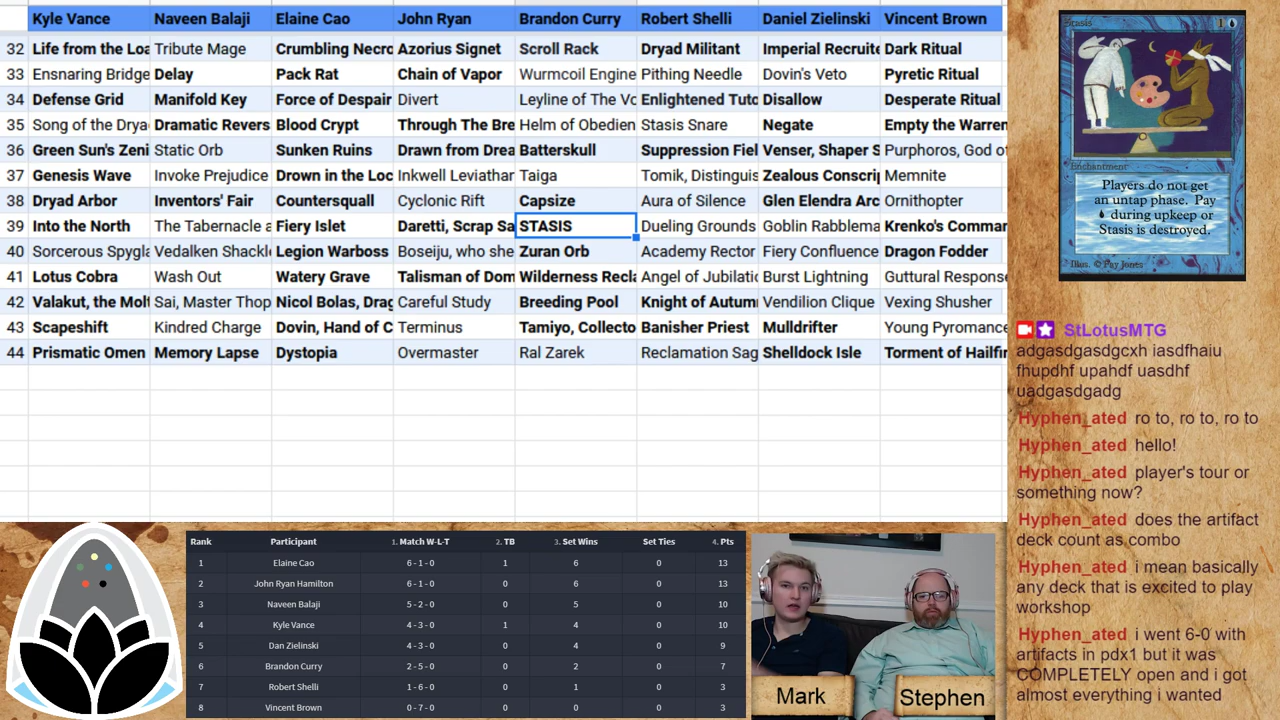 Kyle Vance Naveen Balaji Elaine Cao John Ryan Brandon Curry Robert Shelli Daniel Zielinski Vincent Brown
32 Life from the Loa Tribute Mage Crumbling Necro Azorius Signet Scroll Rack Dryad Militant Imperial Recruite Dark Ritual
33 Ensnaring Bridge Delay Pack Rat Chain of Vapor Wurmcoil Engine Pithing Needle Dovin's Veto Pyretic Ritual
34 Defense Grid Manifold Key Force of Despair Divert Leyline of The Vo Enlightened Tuto Disallow Desperate Ritual
35 Song of the Drya Dramatic Revers Blood Crypt Through The Bre Helm of Obedien Stasis Snare Negate Empty the Warren
36 Green Sun's Zeni Static Orb Sunken Ruins Drawn from Drea Batterskull Suppression Fiel Venser, Shaper S Purphoros, God of
37 Genesis Wave Invoke Prejudice Drown in the Loc Inkwell Leviathan Taiga Tomik, Distinguis Zealous Conscrip Memnite
38 Dryad Arbor Inventors' Fair Countersquall Cyclonic Rift Capsize Aura of Silence Glen Elendra Arc Ornithopter
39 Into the North The Tabernacle a Fiery Islet Daretti, Scrap Sa STASIS Dueling Grounds Goblin Rabblema Krenko's Comman
40 Sorcerous Spygla Vedalken Shackle Legion Warboss Boseiju, who she Zuran Orb Academy Rector Fiery Confluence Dragon Fodder
41 Lotus Cobra Wash Out Watery Grave Talisman of Dom Wilderness Recla Angel of Jubilatic Burst Lightning Guttural Response
42 Valakut, the Molt Sai, Master Thop Nicol Bolas, Drag Careful Study Breeding Pool Knight of Autumn Vendilion Clique Vexing Shusher
43 Scapeshift Kindred Charge Dovin, Hand of C Terminus Tamiyo, Collecto Banisher Priest Mulldrifter Young Pyromance
44 Prismatic Omen Memory Lapse Dystopia Overmaster Ral Zarek Reclamation Sag Shelldock Isle Torment of Hailfir
Stasis 1
Enchantment
Players do not get
an untap phase. Pay
during upkeep or
Stasis is destroyed.
Illus. © Fay Jones
StLotusMTG
adgasdgasdgcxh iasdfhaiu
fhupdhf upahdf uasdhf
uadgasdgadg
Hyphen_ated ro to, ro to, ro to
Hyphen_ated hello!
Hyphen_ated player's tour or
something now?
Hyphen_ated does the artifact
deck count as combo
Hyphen_ated i mean basically
any deck that is excited to play
workshop
Hyphen_ated i went 6-0 with
artifacts in pdx1 but it was
COMPLETELY open and i got
almost everything i wanted
Rank Participant 1. Match W-L-T 2. TB 3. Set Wins Set Ties 4. Pts
1 Elaine Cao 6 - 1 - 0 1 6 0 13
2 John Ryan Hamilton 6 - 1 - 0 0 6 0 13
3 Naveen Balaji 5 - 2 - 0 0 5 0 10
4 Kyle Vance 4 - 3 - 0 1 4 0 10
5 Dan Zielinski 4 - 3 - 0 0 4 0 9
6 Brandon Curry 2 - 5 - 0 0 2 0 7
7 Robert Shelli 1 - 6 - 0 0 1 0 3
8 Vincent Brown 0 - 7 - 0 0 0 0 3
Mark
Stephen